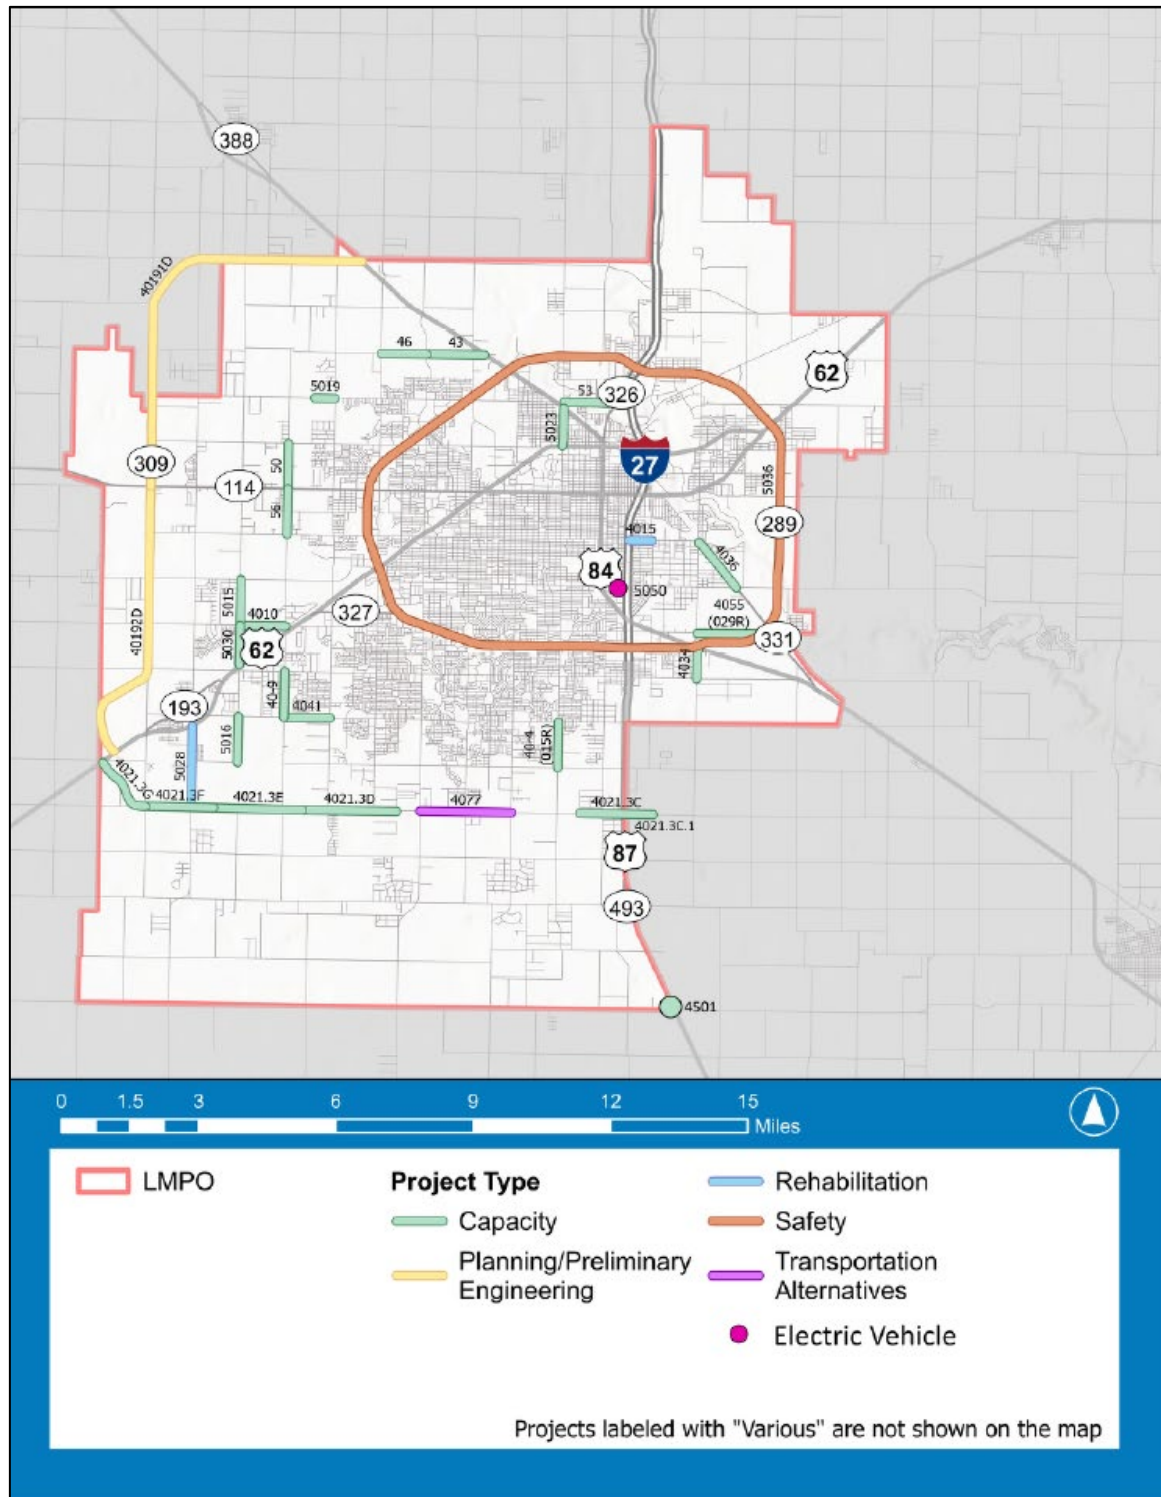 388
40191D
46
43
5019
53
326
62
5023
309
50
27
114
5036
56
289
4015
4036
84
5050
5015
4010
327
4055
(029R)
40192D
5030
62
331
4034
40-9
193
4041
5016
40-4
(015R)
5028
4021.3G
4021.3F
4021.3E
4021.3D
4077
4021.3C
4021.3C.1
87
493
4501
0 1.5 3 6 9 12 15
Miles
LMPO
Project Type
Capacity
Planning/Preliminary
Engineering
Rehabilitation
Safety
Transportation
Alternatives
Electric Vehicle
Projects labeled with "Various" are not shown on the map